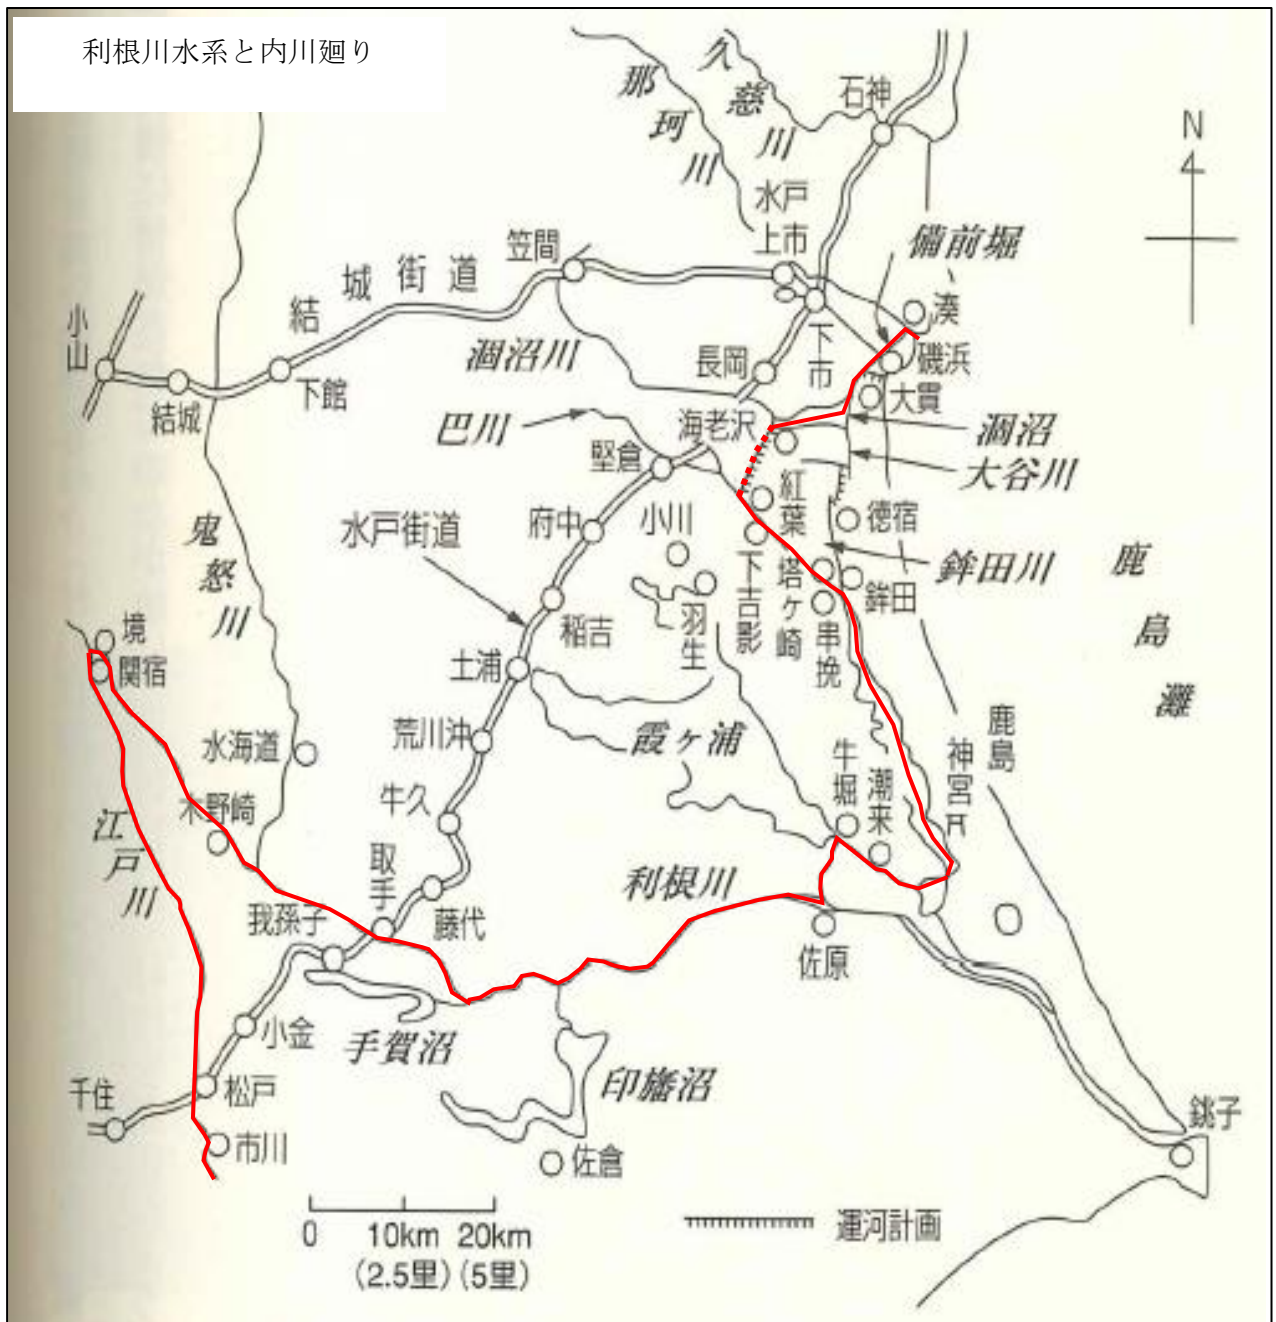 利根川水系と内川廻り
那珂川
久慈川
石神
N
水戸
上市
備前堀
笠間
結城街道
湊
小山
涸沼川
長岡
下市
磯浜
結城
下館
大貫
巴川
海老沢
涸沼
堅倉
大谷川
紅葉
水戸街道
府中
小川
徳宿
鬼怒川
下吉影
塔ヶ崎
鉾田川
鹿島灘
鉾田
羽生
稲吉
串挽
境
関宿
土浦
水海道
荒川沖
霞ヶ浦
牛堀
潮来
鹿島
神宮
木野崎
牛久
江戸川
取手
利根川
我孫子
藤代
佐原
小金
手賀沼
印旛沼
千住
松戸
銚子
市川
佐倉
0 10km 20km
(2.5里) (5里)
運河計画